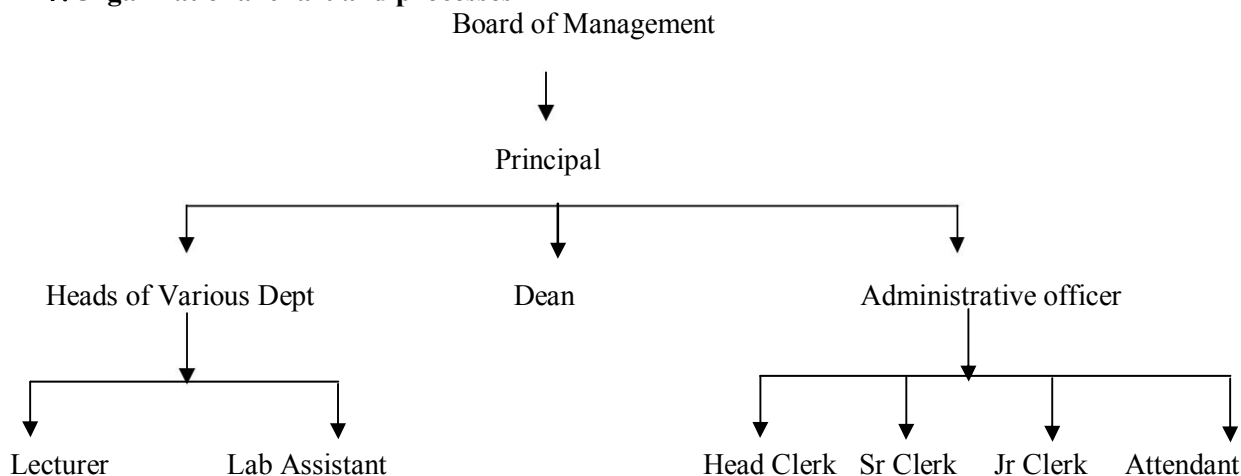 Board of Management
Principal
Heads of Various Dept Dean Administrative officer
Lecturer Lab Assistant Head Clerk Sr Clerk Jr Clerk Attendant